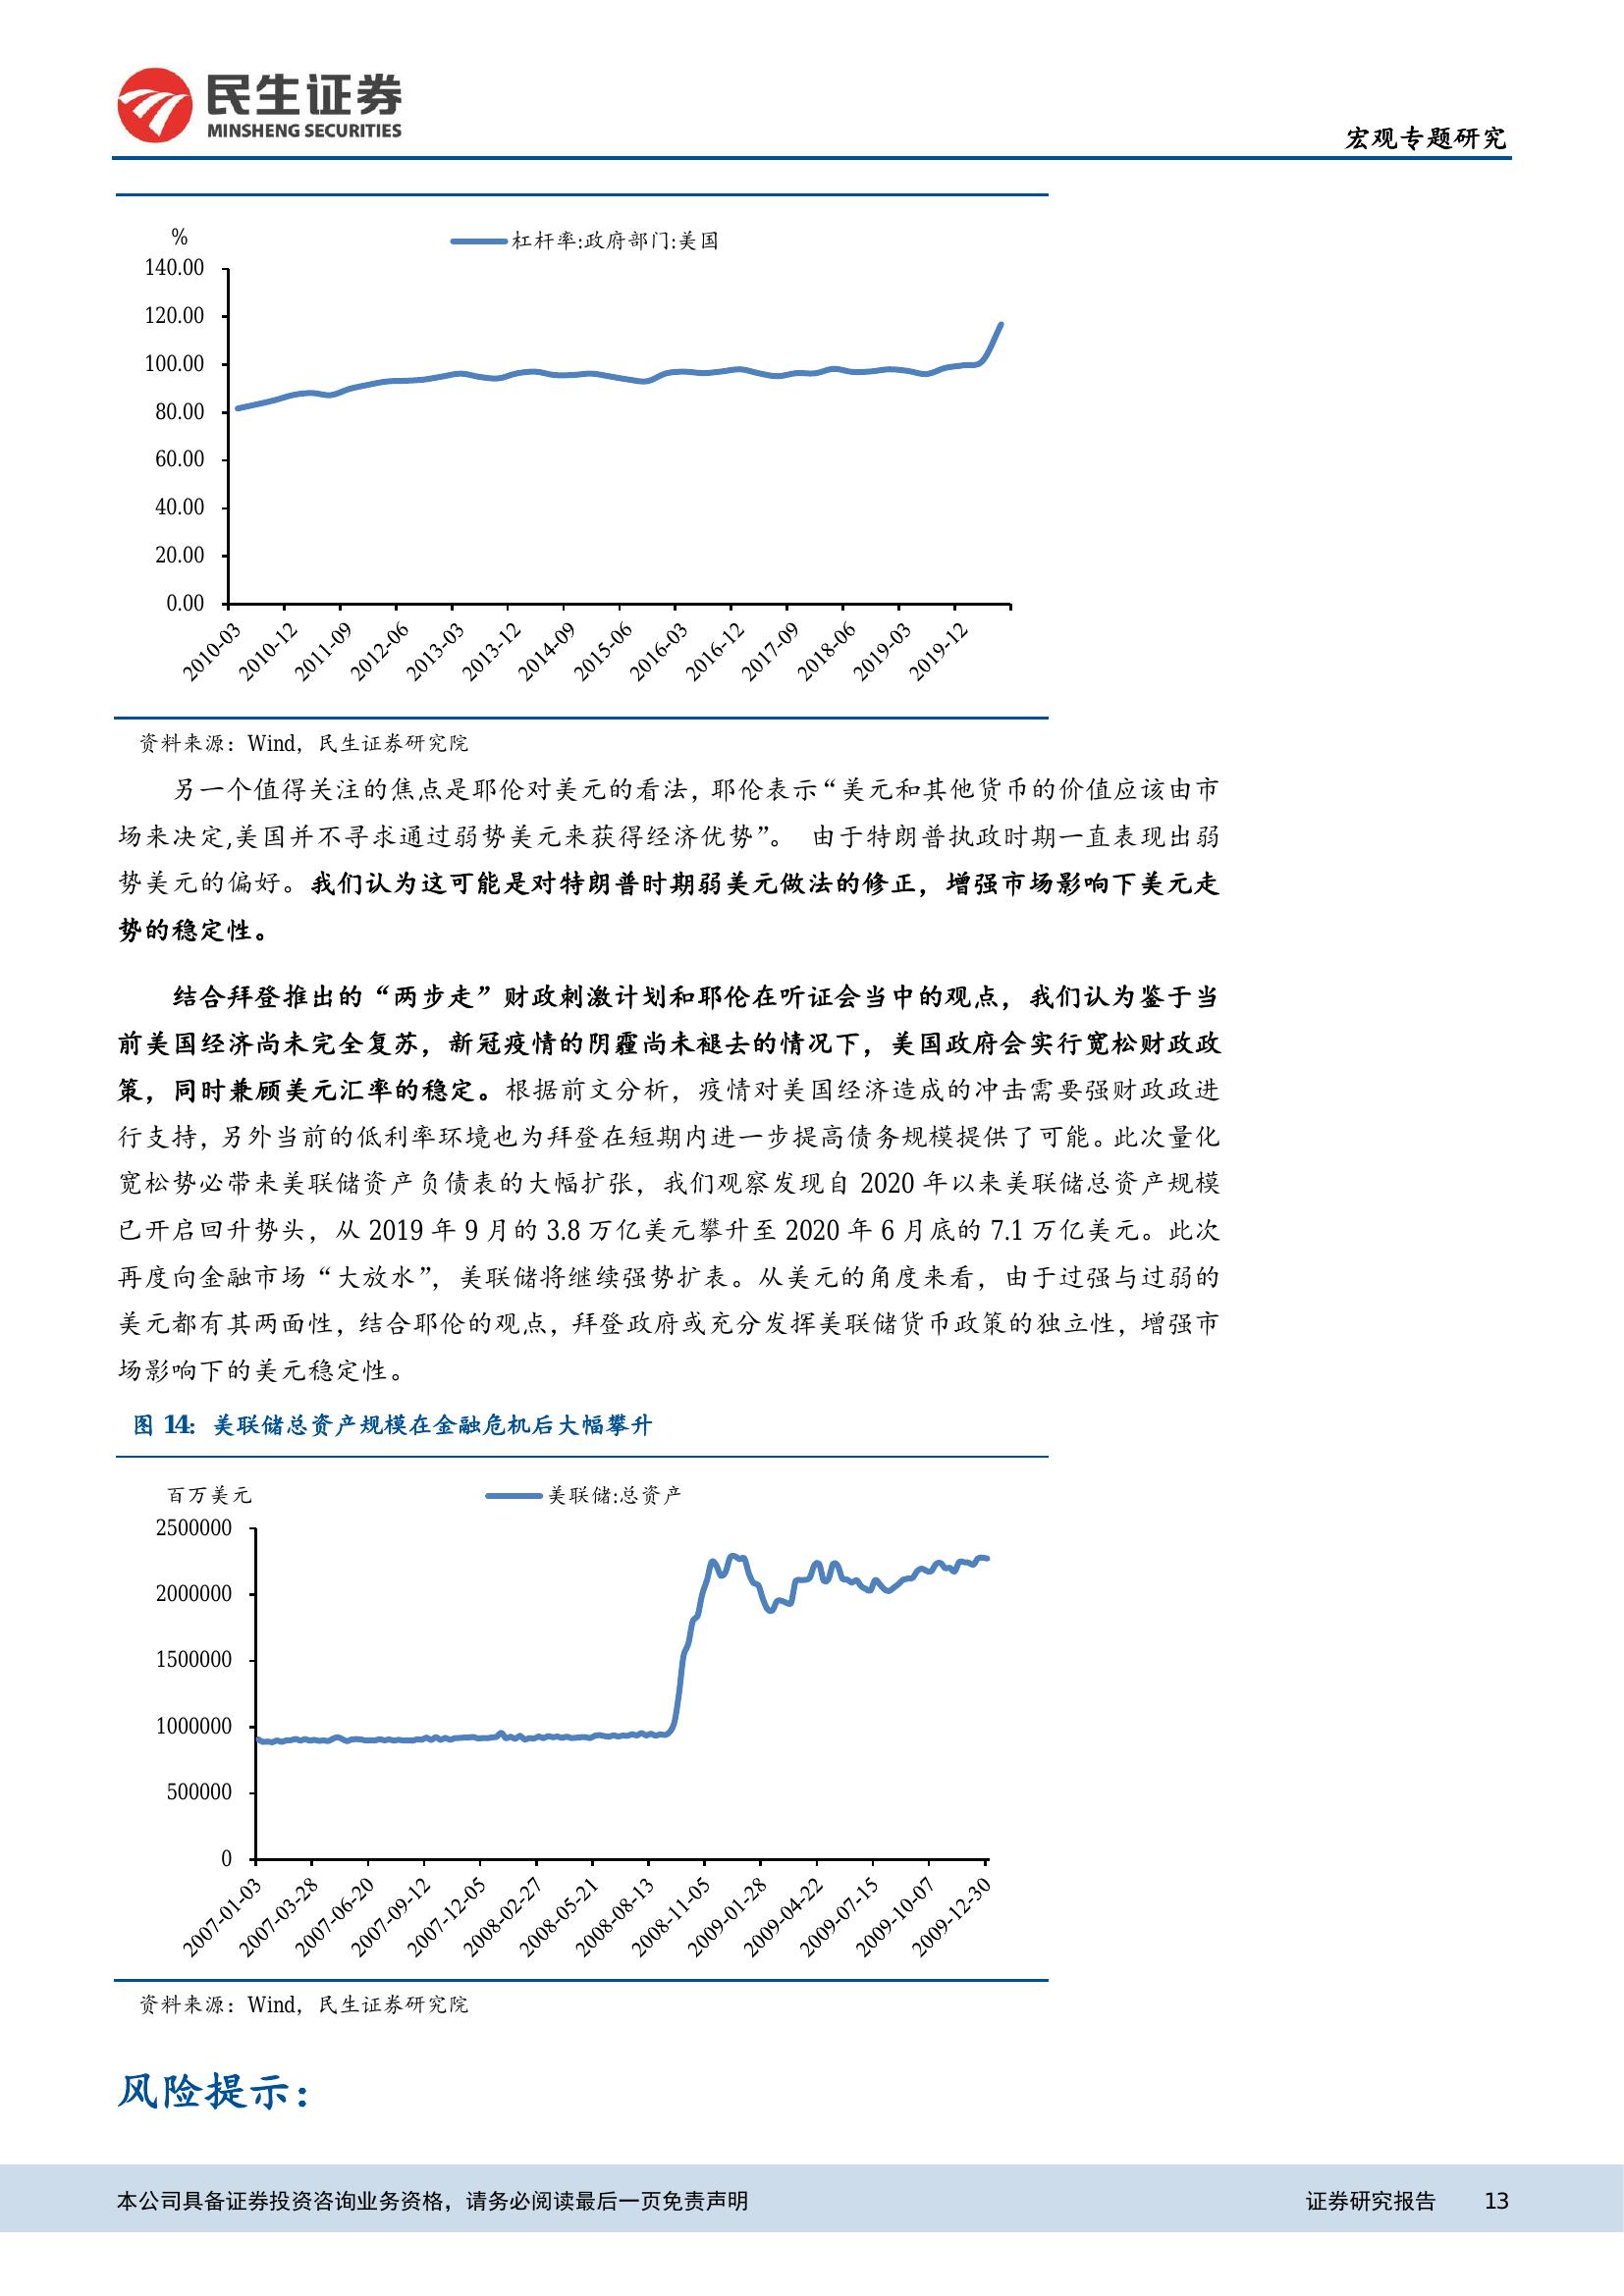 民生证券
MINSHENG SECURITIES
宏观专题研究
%
杠杆率:政府部门:美国
140.00
120.00
100.00
80.00
60.00
40.00
20.00
0.00
2010-03
2010-12
2011-09
2012-06
2013-03
2013-12
2014-09
2015-06
2016-03
2016-12
2017-09
2018-06
2019-03
2019-12
资料来源：Wind，民生证券研究院
另一个值得关注的焦点是耶伦对美元的看法，耶伦表示“美元和其他货币的价值应该由市
场来决定,美国并不寻求通过弱势美元来获得经济优势”。 由于特朗普执政时期一直表现出弱
势美元的偏好。我们认为这可能是对特朗普时期弱美元做法的修正，增强市场影响下美元走
势的稳定性。
结合拜登推出的“两步走”财政刺激计划和耶伦在听证会当中的观点，我们认为鉴于当
前美国经济尚未完全复苏，新冠疫情的阴霾尚未褪去的情况下，美国政府会实行宽松财政政
策，同时兼顾美元汇率的稳定。根据前文分析，疫情对美国经济造成的冲击需要强财政政进
行支持，另外当前的低利率环境也为拜登在短期内进一步提高债务规模提供了可能。此次量化
宽松势必带来美联储资产负债表的大幅扩张，我们观察发现自 2020 年以来美联储总资产规模
已开启回升势头，从 2019 年 9 月的 3.8 万亿美元攀升至 2020 年 6 月底的 7.1 万亿美元。此次
再度向金融市场“大放水”，美联储将继续强势扩表。从美元的角度来看，由于过强与过弱的
美元都有其两面性，结合耶伦的观点，拜登政府或充分发挥美联储货币政策的独立性，增强市
场影响下的美元稳定性。
图 14：美联储总资产规模在金融危机后大幅攀升
百万美元
美联储:总资产
2500000
2000000
1500000
1000000
500000
0
2007-01-03
2007-03-28
2007-06-20
2007-09-12
2007-12-05
2008-02-27
2008-05-21
2008-08-13
2008-11-05
2009-01-28
2009-04-22
2009-07-15
2009-10-07
2009-12-30
资料来源：Wind，民生证券研究院
风险提示：
本公司具备证券投资咨询业务资格，请务必阅读最后一页免责声明
证券研究报告 13